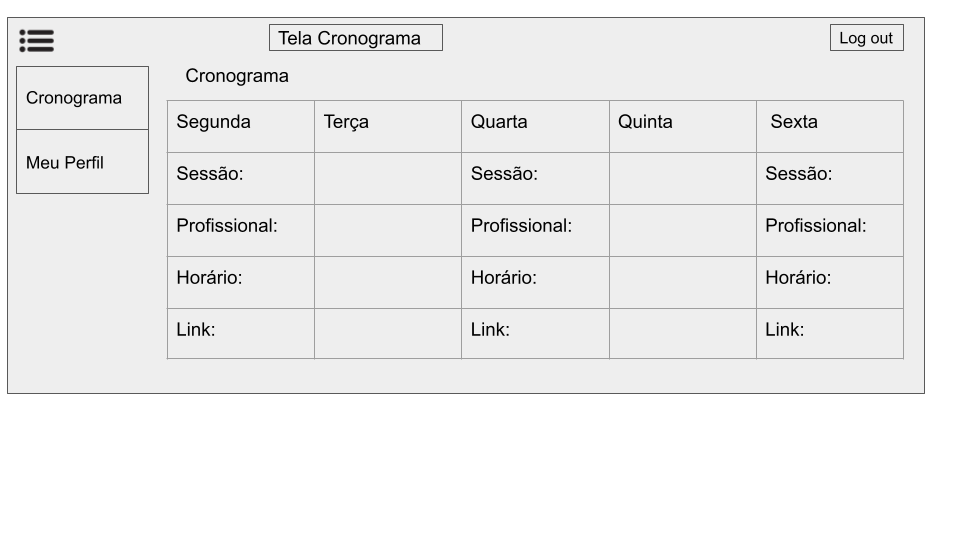 Tela Cronograma
Log out
Cronograma
Cronograma
Meu Perfil
Segunda Terça Quarta Quinta Sexta
Sessão: Sessão: Sessão:
Profissional: Profissional: Profissional:
Horário: Horário: Horário:
Link: Link: Link: